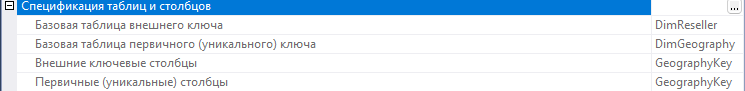 Спецификация таблиц и столбцов ...
Базовая таблица внешнего ключа DimReseller
Базовая таблица первичного (уникального) ключа DimGeography
Внешние ключевые столбцы GeographyKey
Первичные (уникальные) столбцы GeographyKey